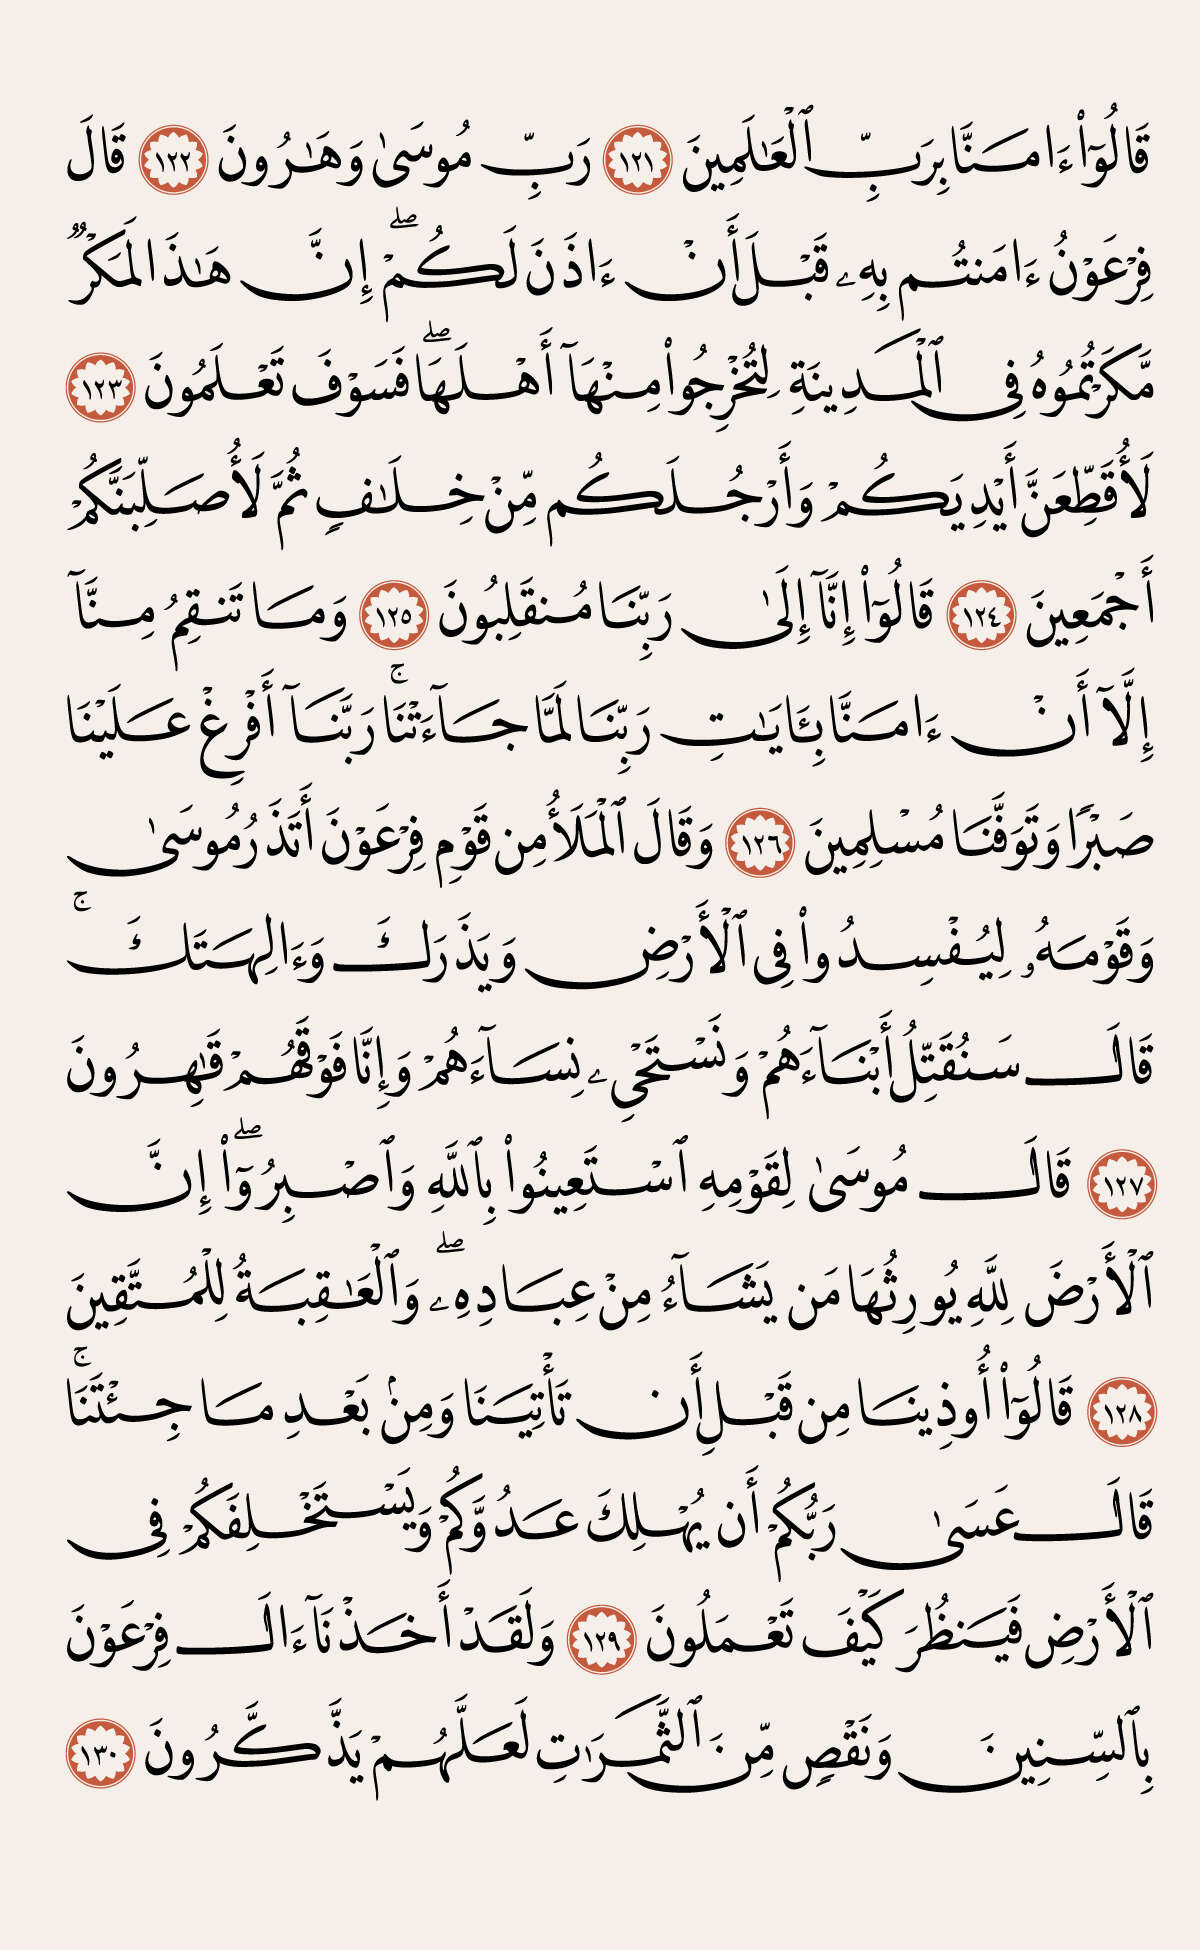 قَالُوٓا۟ ءَامَنَّا بِرَبِّ ٱلْعَـٰلَمِينَ ١٢١ رَبِّ مُوسَىٰ وَهَـٰرُونَ ١٢٢ قَالَ
فِرْعَوْنُ ءَامَنتُم بِهِۦ قَبْلَ أَنْ ءَاذَنَ لَكُمْ ۖ إِنَّ هَـٰذَا لَمَكْرٌ
مَّكَرْتُمُوهُ فِى ٱلْمَدِينَةِ لِتُخْرِجُوا۟ مِنْهَآ أَهْلَهَا ۖ فَسَوْفَ تَعْلَمُونَ ١٢٣
لَأُقَطِّعَنَّ أَيْدِيَكُمْ وَأَرْجُلَكُم مِّنْ خِلَـٰفٍ ثُمَّ لَأُصَلِّبَنَّكُمْ
أَجْمَعِينَ ١٢٤ قَالُوٓا۟ إِنَّآ إِلَىٰ رَبِّنَا مُنقَلِبُونَ ١٢٥ وَمَا تَنقِمُ مِنَّآ
إِلَّآ أَنْ ءَامَنَّا بِـَٔايَـٰتِ رَبِّنَا لَمَّا جَآءَتْنَا ۚ رَبَّنَآ أَفْرِغْ عَلَيْنَا
صَبْرًا وَتَوَفَّنَا مُسْلِمِينَ ١٢٦ وَقَالَ ٱلْمَلَأُ مِن قَوْمِ فِرْعَوْنَ أَتَذَرُ مُوسَىٰ
وَقَوْمَهُۥ لِيُفْسِدُوا۟ فِى ٱلْأَرْضِ وَيَذَرَكَ وَءَالِهَتَكَ ۚ
قَالَ سَنُقَتِّلُ أَبْنَآءَهُمْ وَنَسْتَحْىِۦ نِسَآءَهُمْ وَإِنَّا فَوْقَهُمْ قَـٰهِرُونَ
١٢٧ قَالَ مُوسَىٰ لِقَوْمِهِ ٱسْتَعِينُوا۟ بِٱللَّهِ وَٱصْبِرُوٓا۟ ۖ إِنَّ
ٱلْأَرْضَ لِلَّهِ يُورِثُهَا مَن يَشَآءُ مِنْ عِبَادِهِۦ ۖ وَٱلْعَـٰقِبَةُ لِلْمُتَّقِينَ
١٢٨ قَالُوٓا۟ أُوذِينَا مِن قَبْلِ أَن تَأْتِيَنَا وَمِنۢ بَعْدِ مَا جِئْتَنَا ۚ
قَالَ عَسَىٰ رَبُّكُمْ أَن يُهْلِكَ عَدُوَّكُمْ وَيَسْتَخْلِفَكُمْ فِى
ٱلْأَرْضِ فَيَنظُرَ كَيْفَ تَعْمَلُونَ ١٢٩ وَلَقَدْ أَخَذْنَآ ءَالَ فِرْعَوْنَ
بِٱلسِّنِينَ وَنَقْصٍ مِّنَ ٱلثَّمَرَٰتِ لَعَلَّهُمْ يَذَّكَّرُونَ ١٣٠